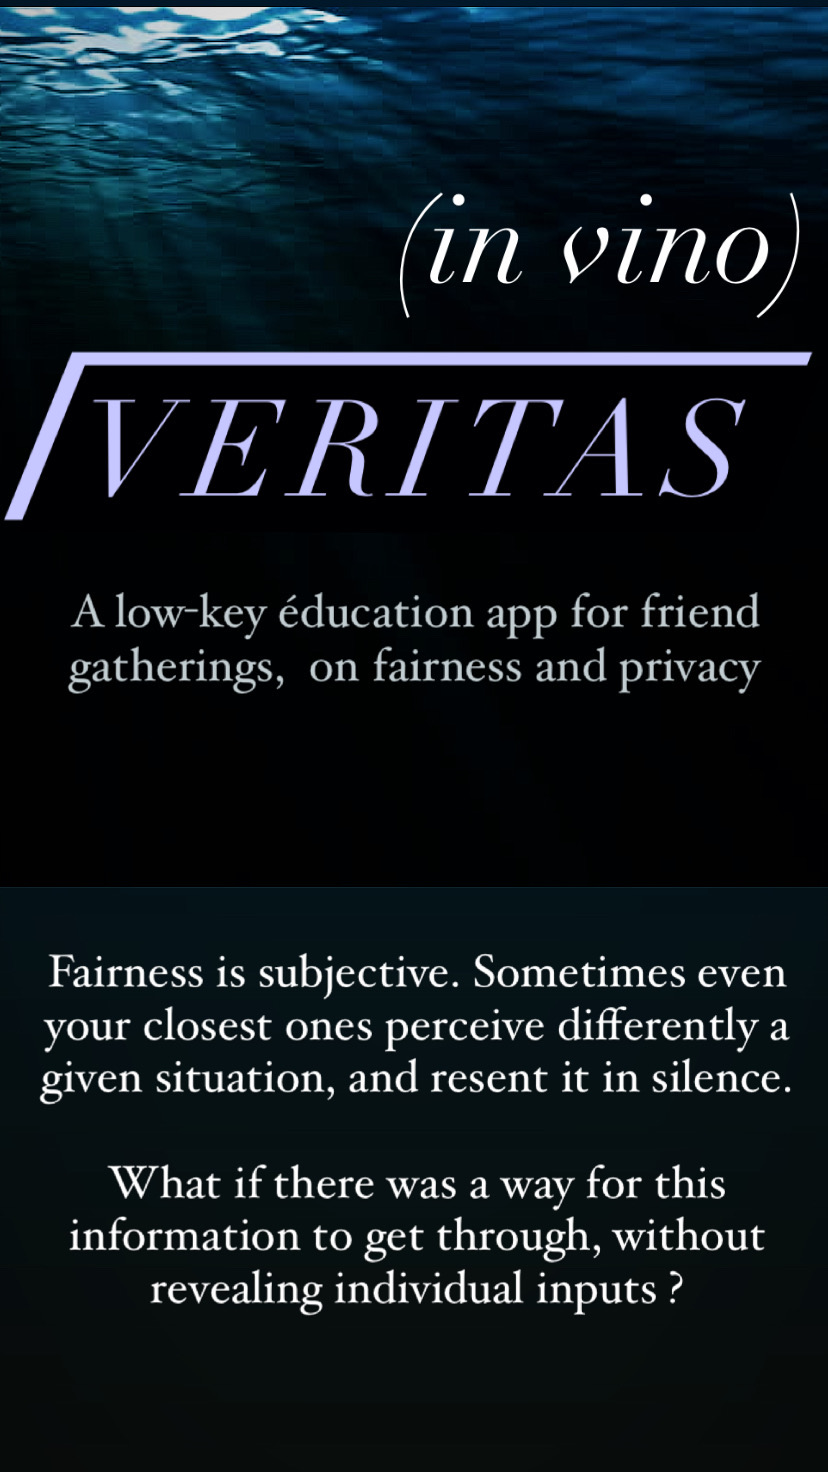 (in vino)
VERITAS
A low-key éducation app for friend
gatherings,  on fairness and privacy
Fairness is subjective. Sometimes even
your closest ones perceive differently a
given situation, and resent it in silence.
What if there was a way for this
information to get through, without
revealing individual inputs ?